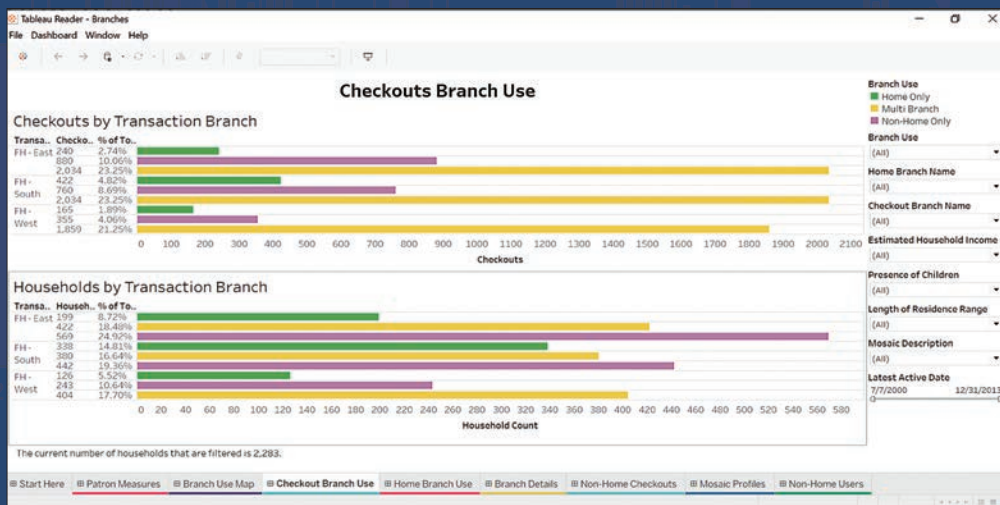 Tableau Reader - Branches
File Dashboard Window Help
Checkouts Branch Use
Checkouts by Transaction Branch
Transa.. Checko.. % of To..
FH - East 240 2.74%
880 10.06%
2,034 23.25%
FH - South 422 4.82%
760 8.69%
2,034 23.25%
FH - West 165 1.89%
355 4.06%
1,859 21.25%
0 100 200 300 400 500 600 700 800 900 1000 1100 1200 1300 1400 1500 1600 1700 1800 1900 2000 2100
Checkouts
Households by Transaction Branch
Transa.. Househ.. % of To..
FH - East 199 8.72%
422 18.48%
569 24.92%
FH - South 338 14.81%
380 16.64%
442 19.36%
FH - West 126 5.52%
243 10.64%
404 17.70%
0 20 40 60 80 100 120 140 160 180 200 220 240 260 280 300 320 340 360 380 400 420 440 460 480 500 520 540 560 580
Household Count
The current number of households that are filtered is 2,283.
Branch Use
Home Only
Multi Branch
Non-Home Only
Branch Use
(All)
Home Branch Name
(All)
Checkout Branch Name
(All)
Estimated Household Income
(All)
Presence of Children
(All)
Length of Residence Range
(All)
Mosaic Description
(All)
Latest Active Date
7/7/2000 12/31/2013
Start Here Patron Measures Branch Use Map Checkout Branch Use Home Branch Use Branch Details Non-Home Checkouts Mosaic Profiles Non-Home Users